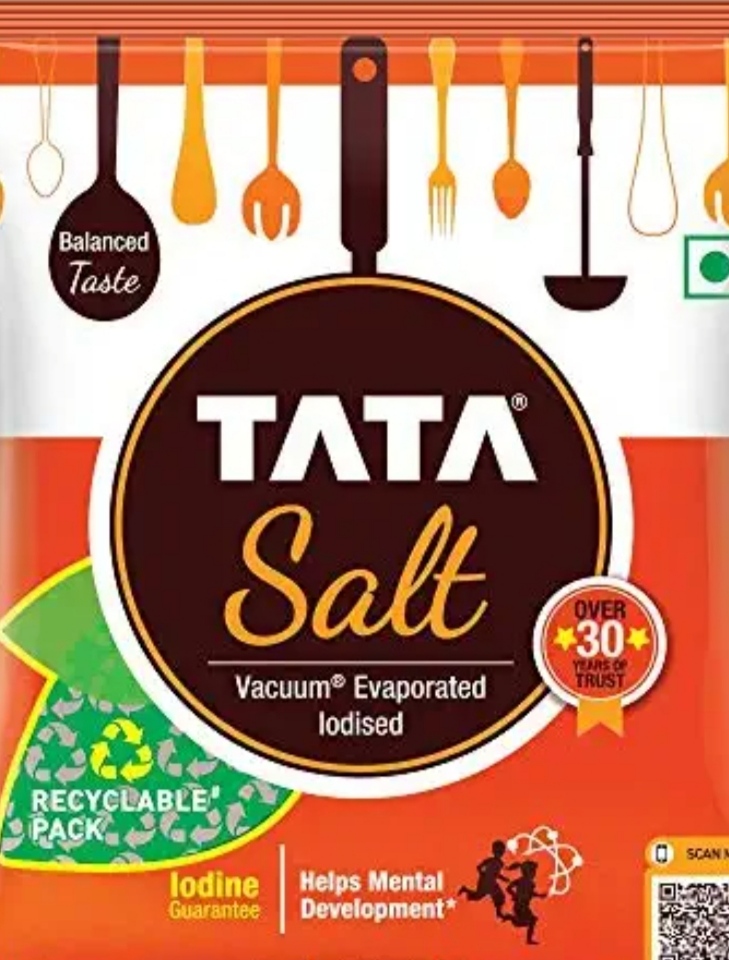 Balanced
Taste
TATA®
Salt
Vacuum® Evaporated
Iodised
OVER
30
YEARS OF
TRUST
RECYCLABLE#
PACK
Iodine
Guarantee
Helps Mental
Development*
SCAN